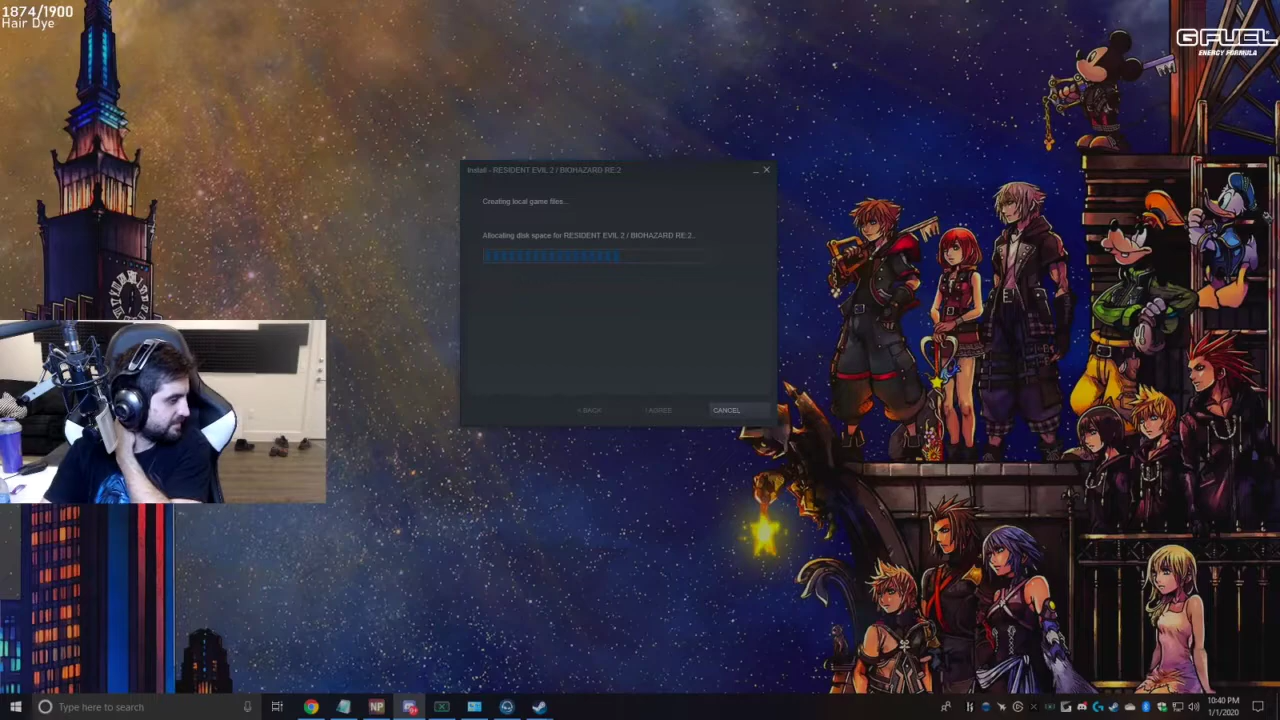 1874/1900
Hair Dye
G FUEL
ENERGY FORMULA
Install - RESIDENT EVIL 2 / BIOHAZARD RE:2
Creating local game files...
Allocating disk space for RESIDENT EVIL 2 / BIOHAZARD RE:2..
< BACK
I AGREE
CANCEL
Type here to search
NP
10:40 PM
1/1/2020